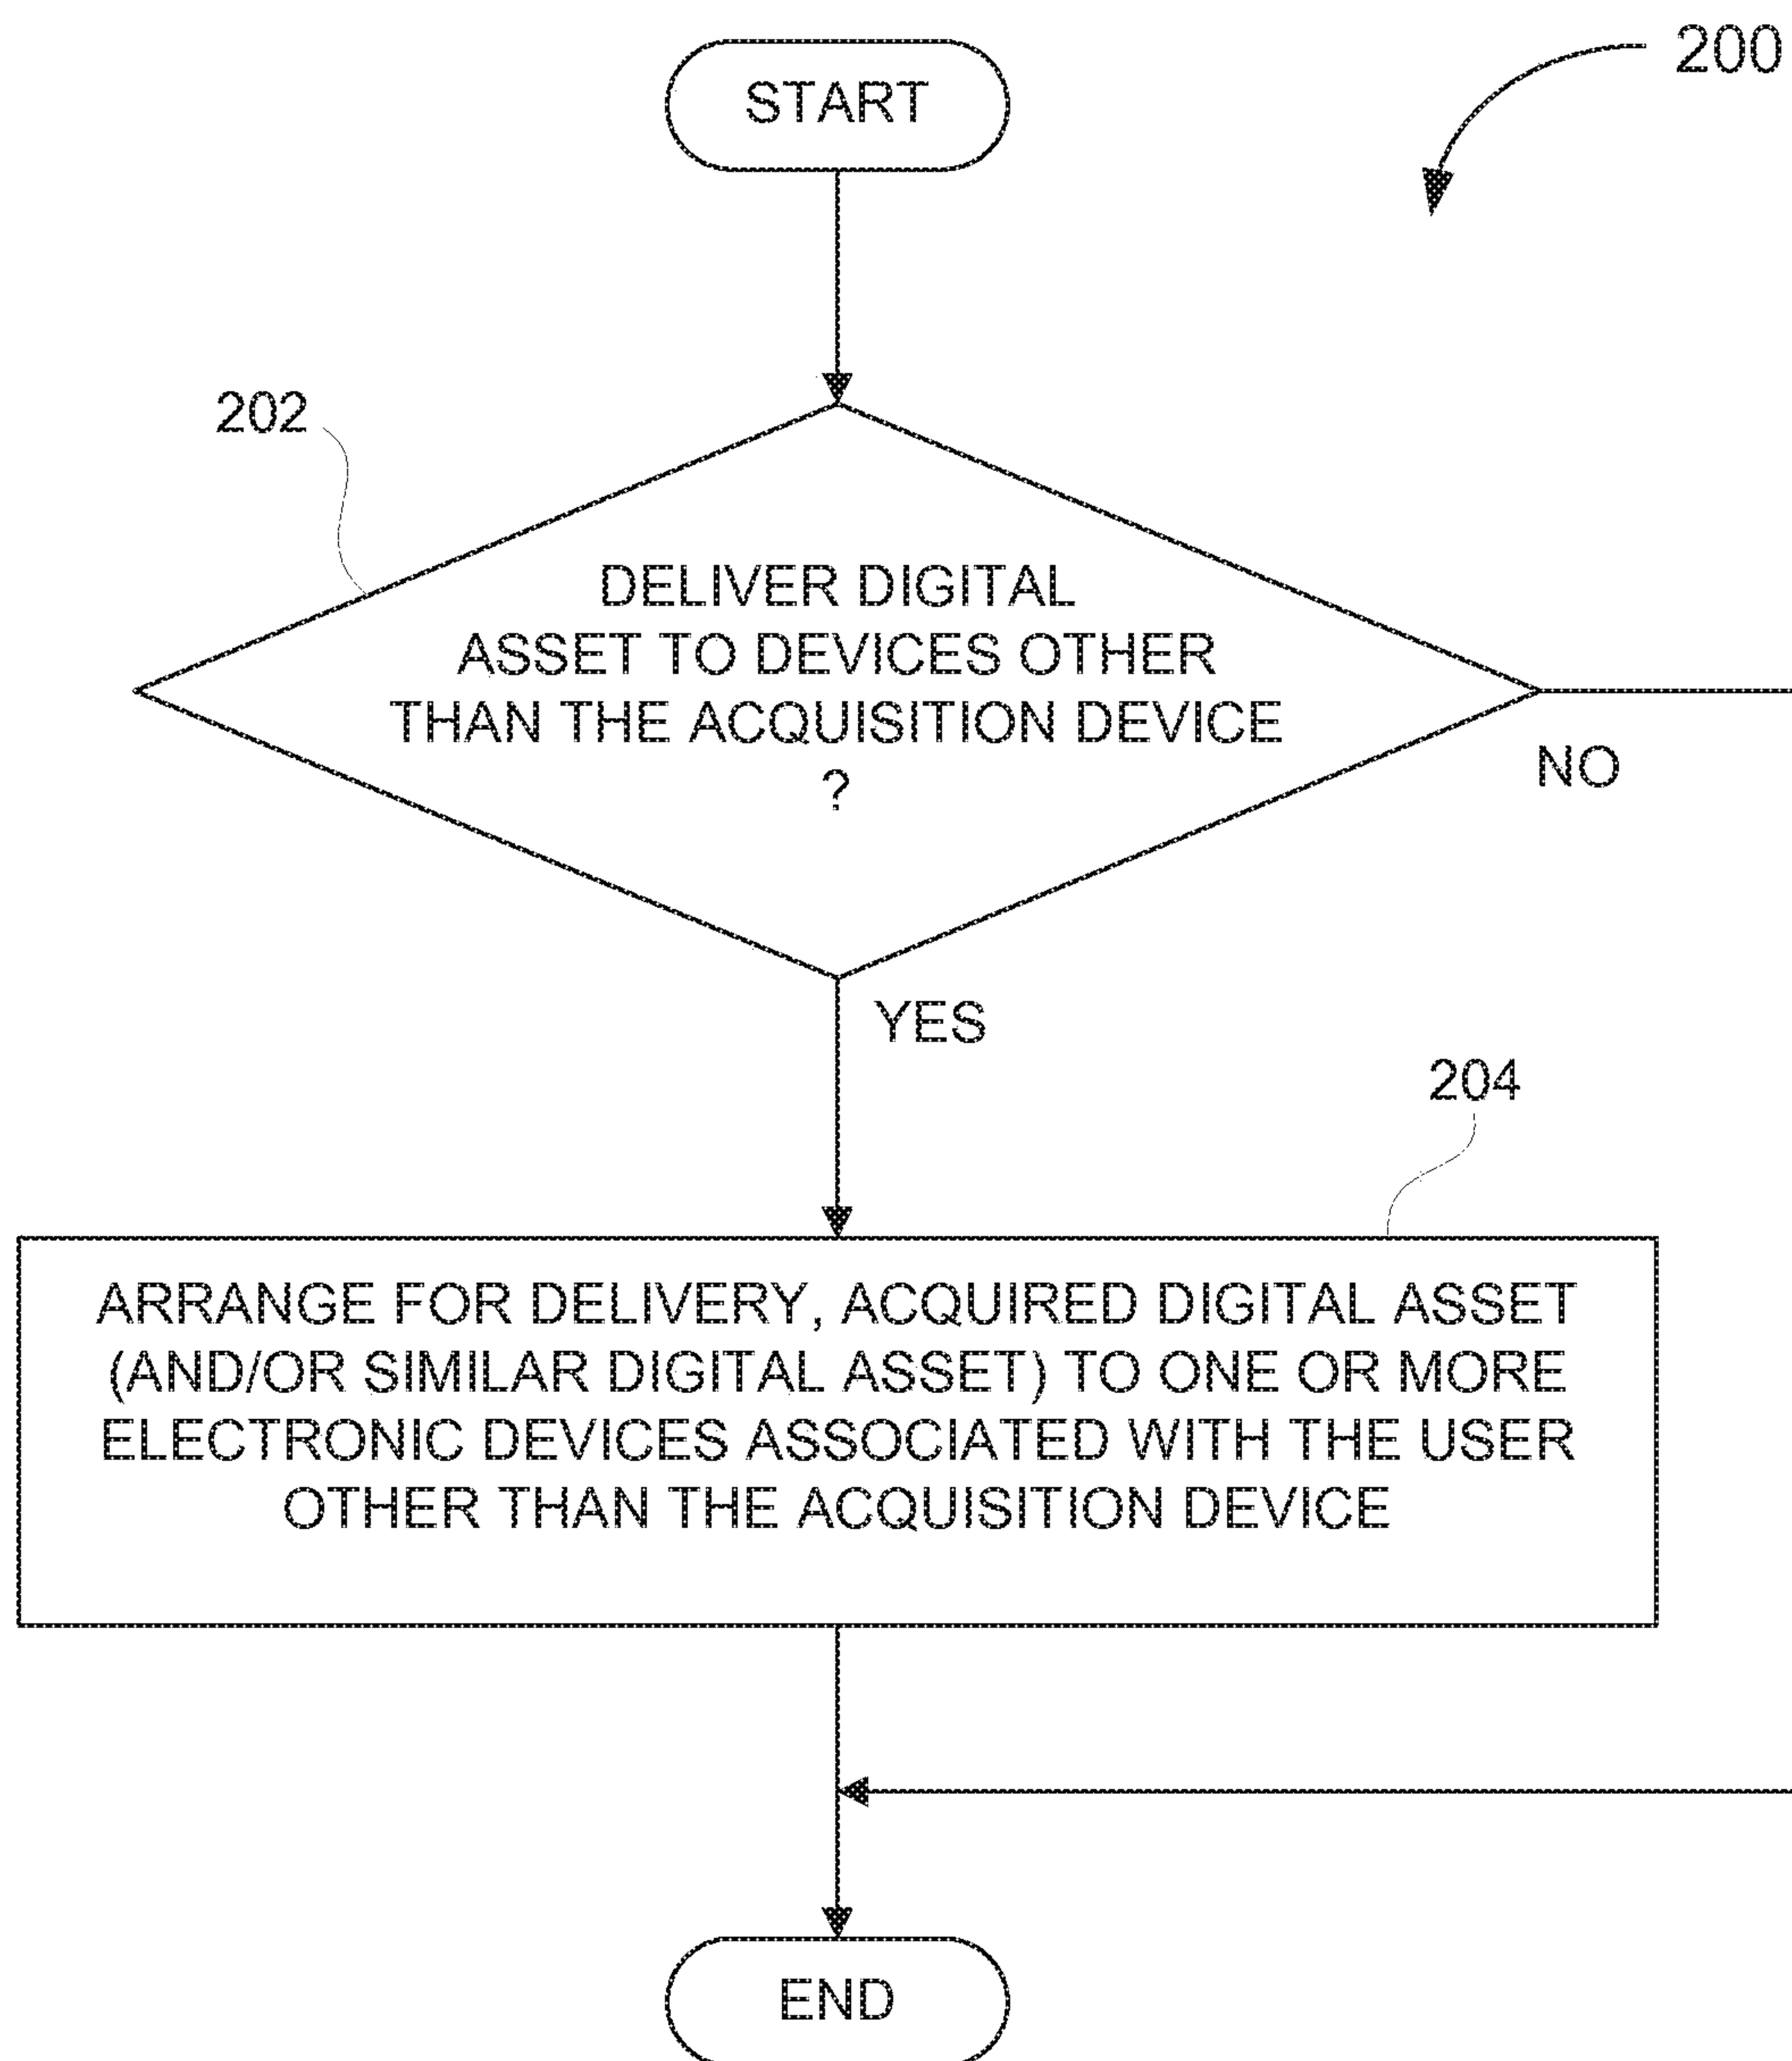 START
200
202
DELIVER DIGITAL
ASSET TO DEVICES OTHER
THAN THE ACQUISITION DEVICE
?
NO
YES
204
ARRANGE FOR DELIVERY, ACQUIRED DIGITAL ASSET
(AND/OR SIMILAR DIGITAL ASSET) TO ONE OR MORE
ELECTRONIC DEVICES ASSOCIATED WITH THE USER
OTHER THAN THE ACQUISITION DEVICE
END